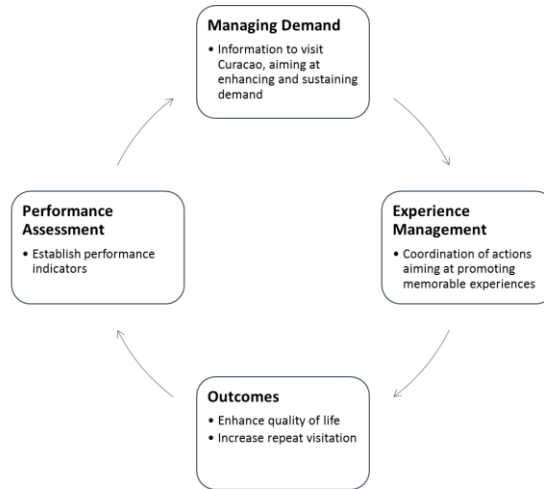 Managing Demand
• Information to visit
Curacao, aiming at
enhancing and sustaining
demand
Performance
Assessment
• Establish performance
indicators
Experience
Management
• Coordination of actions
aiming at promoting
memorable experiences
Outcomes
• Enhance quality of life
• Increase repeat visitation